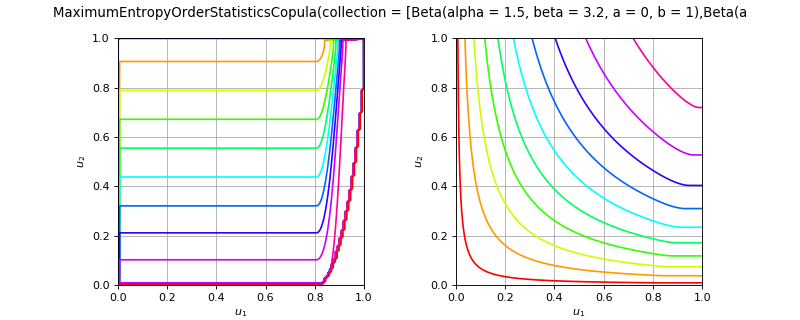 MaximumEntropyOrderStatisticsCopula(collection = [Beta(alpha = 1.5, beta = 3.2, a = 0, b = 1),Beta(a
1.0 1.0
0.8 0.8
0.6 0.6
u2 u2
0.4 0.4
0.2 0.2
0.0 0.0
0.0 0.2 0.4 0.6 0.8 1.0 0.0 0.2 0.4 0.6 0.8 1.0
u1 u1